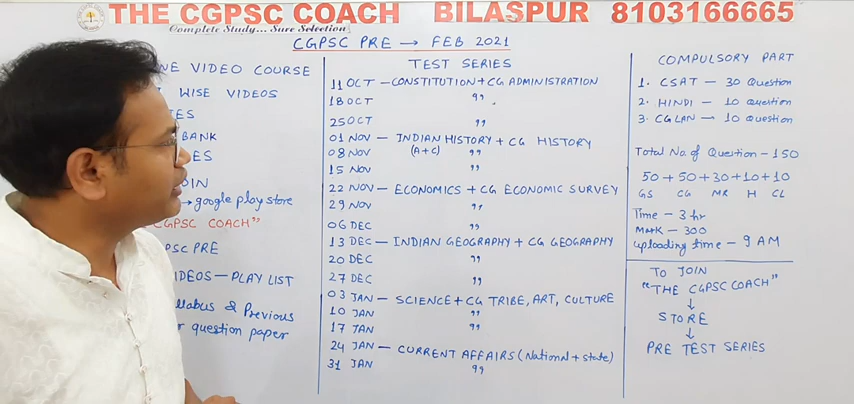 THE CGPSC COACH BILASPUR 8103166665
Complete Study... Sure Selection
CGPSC PRE → FEB 2021
NE VIDEO COURSE
WISE VIDEOS
TES
BANK
ES
OIN
→ google play store
CGPSC COACH"
PSC PRE
IDEOS — PLAY LIST
llabus & Previous
r question paper
TEST SERIES
11 OCT — CONSTITUTION + CG ADMINISTRATION
18 OCT "
25 OCT "
01 NOV — INDIAN HISTORY + CG HISTORY
08 NOV (A+C) "
15 NOV "
22 NOV — ECONOMICS + CG ECONOMIC SURVEY
29 NOV "
06 DEC "
13 DEC — INDIAN GEOGRAPHY + CG GEOGRAPHY
20 DEC "
27 DEC "
03 JAN — SCIENCE + CG TRIBE, ART, CULTURE
10 JAN "
17 JAN "
24 JAN — CURRENT AFFAIRS (National + state)
31 JAN "
COMPULSORY PART
1. CSAT — 30 Question
2. HINDI — 10 Question
3. CG LAN — 10 Question
Total No. of Question — 150
50 + 50 + 30 + 10 + 10
GS CG MR H CL
Time — 3 hr
Mark — 300
Uploading time — 9 AM
TO JOIN
"THE CGPSC COACH"
↓
STORE
↓
PRE TEST SERIES